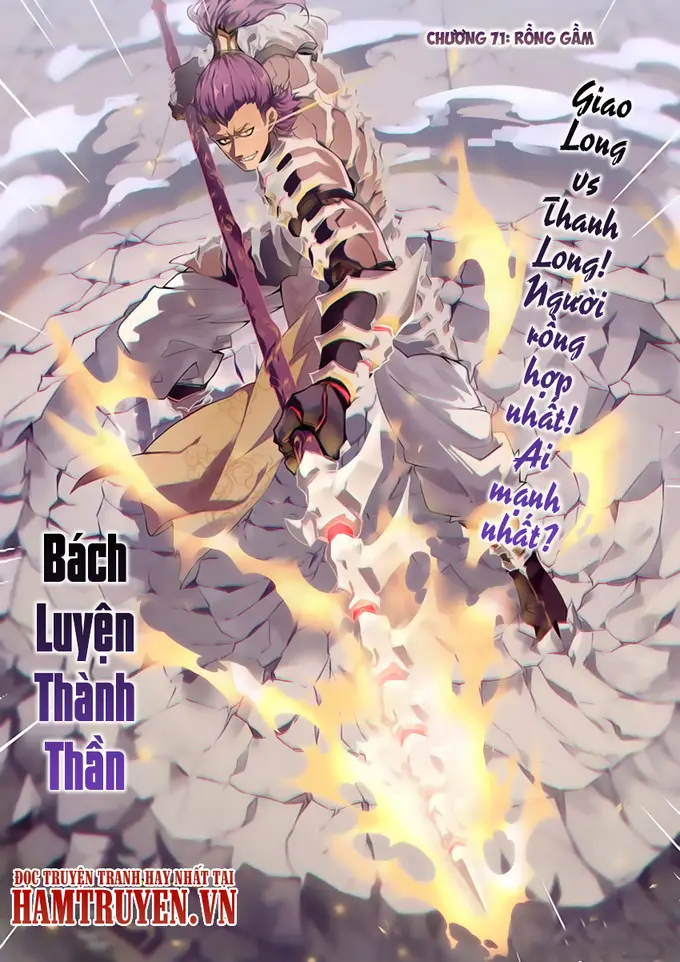 CHƯƠNG 71: RỒNG GẦM
Giao
Long
vs
Thanh
Long!
Người
rồng
hợp
nhất!
Ai
mạnh
nhất?
Bách
Luyện
Thành
Thần
ĐỌC TRUYỆN TRANH HAY NHẤT TẠI
HAMTRUYEN.VN